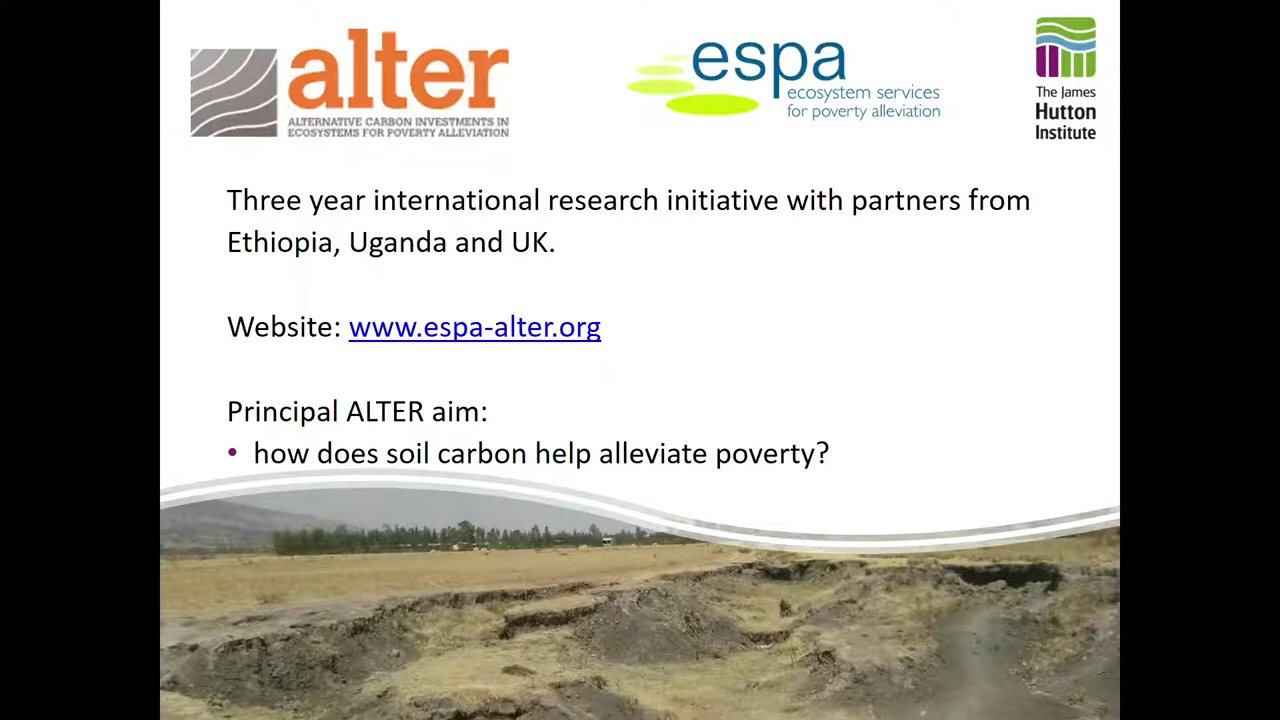 alter
ALTERNATIVE CARBON INVESTMENTS IN
ECOSYSTEMS FOR POVERTY ALLEVIATION
espa
ecosystem services
for poverty alleviation
The James
Hutton
Institute
Three year international research initiative with partners from
Ethiopia, Uganda and UK.
Website: www.espa-alter.org
Principal ALTER aim:
• how does soil carbon help alleviate poverty?